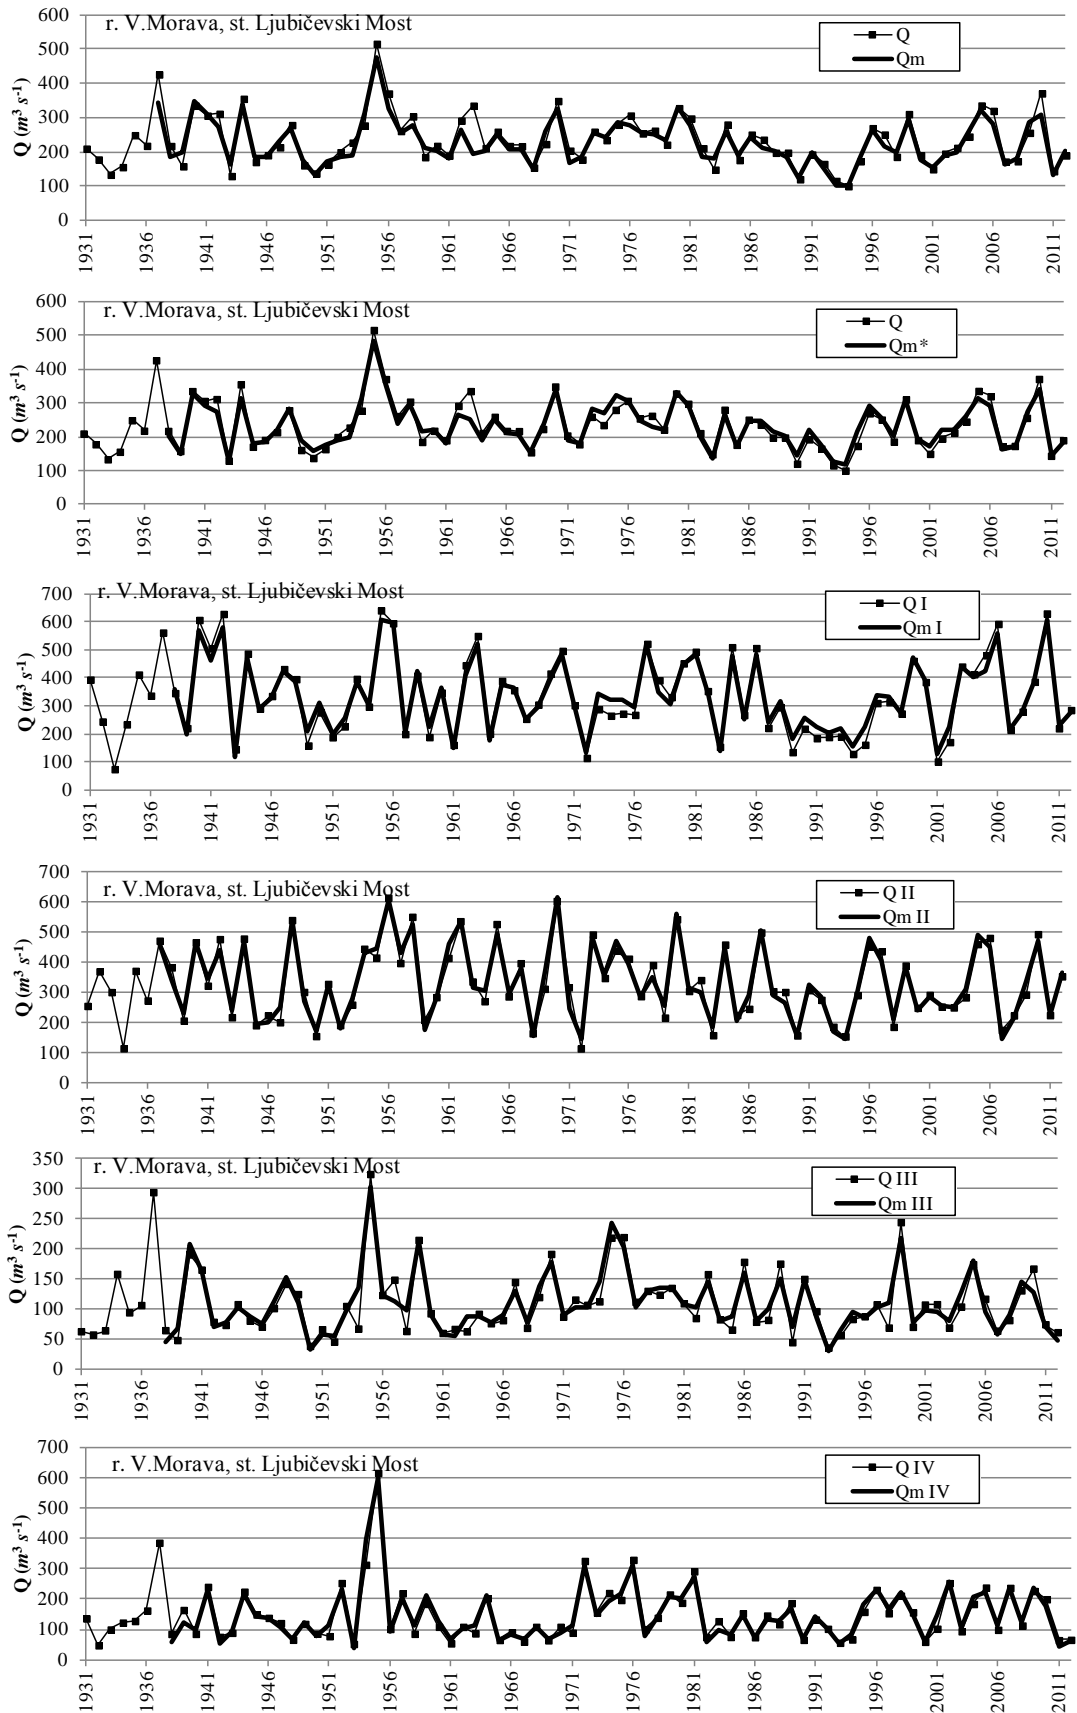 r. V.Morava, st. Ljubičevski Most
Q
Qm
Q (m³ s⁻¹)
600
500
400
300
200
100
0
1931 1936 1941 1946 1951 1956 1961 1966 1971 1976 1981 1986 1991 1996 2001 2006 2011
r. V.Morava, st. Ljubičevski Most
Q
Qm*
Q (m³ s⁻¹)
600
500
400
300
200
100
0
1931 1936 1941 1946 1951 1956 1961 1966 1971 1976 1981 1986 1991 1996 2001 2006 2011
r. V.Morava, st. Ljubičevski Most
Q I
Qm I
Q (m³ s⁻¹)
700
600
500
400
300
200
100
0
1931 1936 1941 1946 1951 1956 1961 1966 1971 1976 1981 1986 1991 1996 2001 2006 2011
r. V.Morava, st. Ljubičevski Most
Q II
Qm II
Q (m³ s⁻¹)
700
600
500
400
300
200
100
0
1931 1936 1941 1946 1951 1956 1961 1966 1971 1976 1981 1986 1991 1996 2001 2006 2011
r. V.Morava, st. Ljubičevski Most
Q III
Qm III
Q (m³ s⁻¹)
350
300
250
200
150
100
50
0
1931 1936 1941 1946 1951 1956 1961 1966 1971 1976 1981 1986 1991 1996 2001 2006 2011
r. V.Morava, st. Ljubičevski Most
Q IV
Qm IV
Q (m³ s⁻¹)
700
600
500
400
300
200
100
0
1931 1936 1941 1946 1951 1956 1961 1966 1971 1976 1981 1986 1991 1996 2001 2006 2011